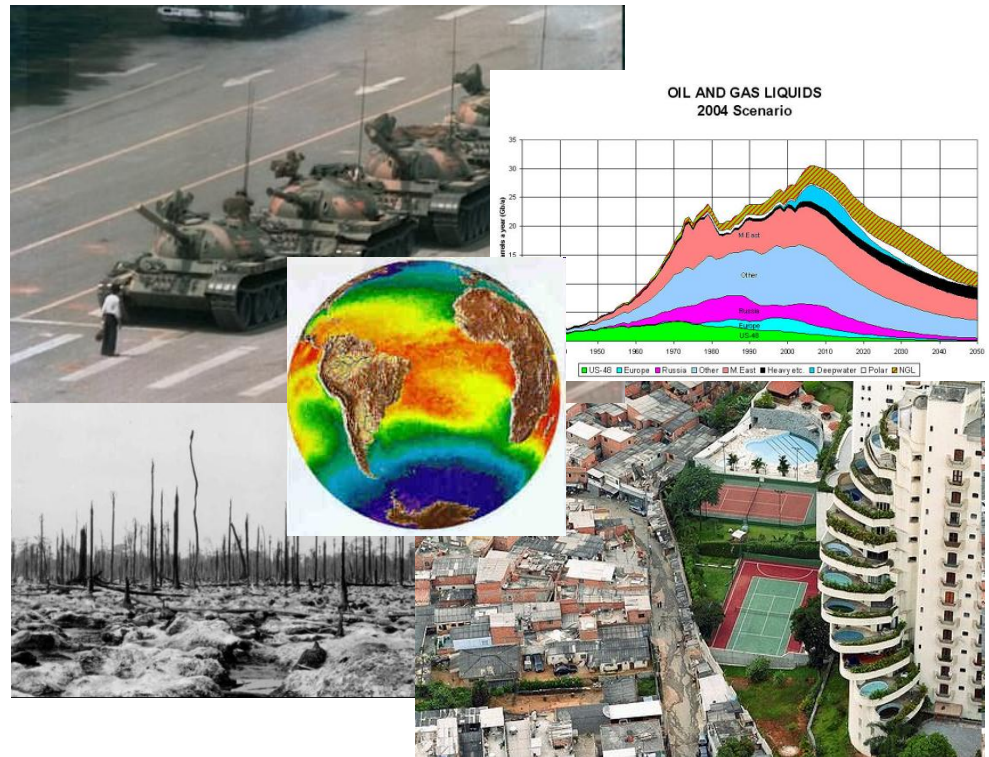 OIL AND GAS LIQUIDS
2004 Scenario
35
30
25
20
15
M.East
Other
Russia
Europe
US-48
1950
1960
1970
1980
1990
2000
2010
2020
2030
2040
2050
US-48 Europe Russia Other M.East Heavy etc. Deepwater Polar NGL